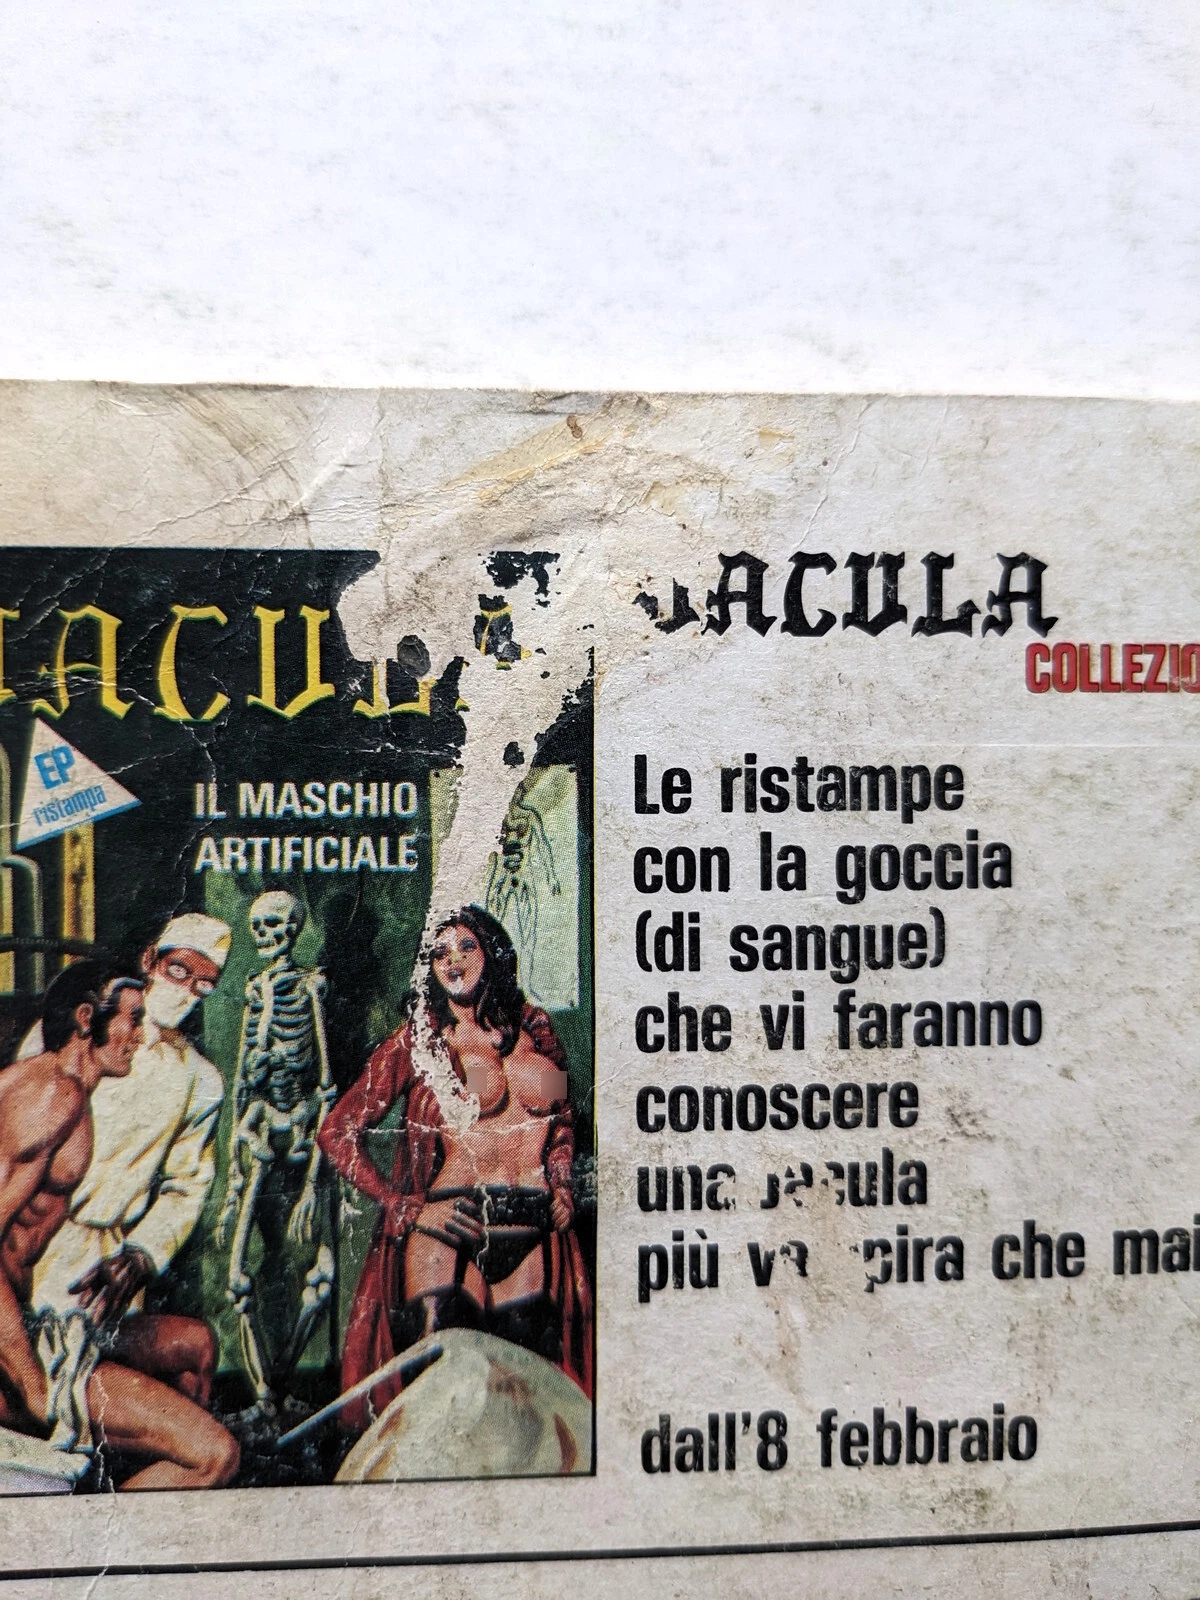 JACUL
EP
ristampa
IL MASCHIO
ARTIFICIALE
ACULA
COLLEZIO
Le ristampe
con la goccia
(di sangue)
che vi faranno
conoscere
una
più che mai
dall'8 febbraio